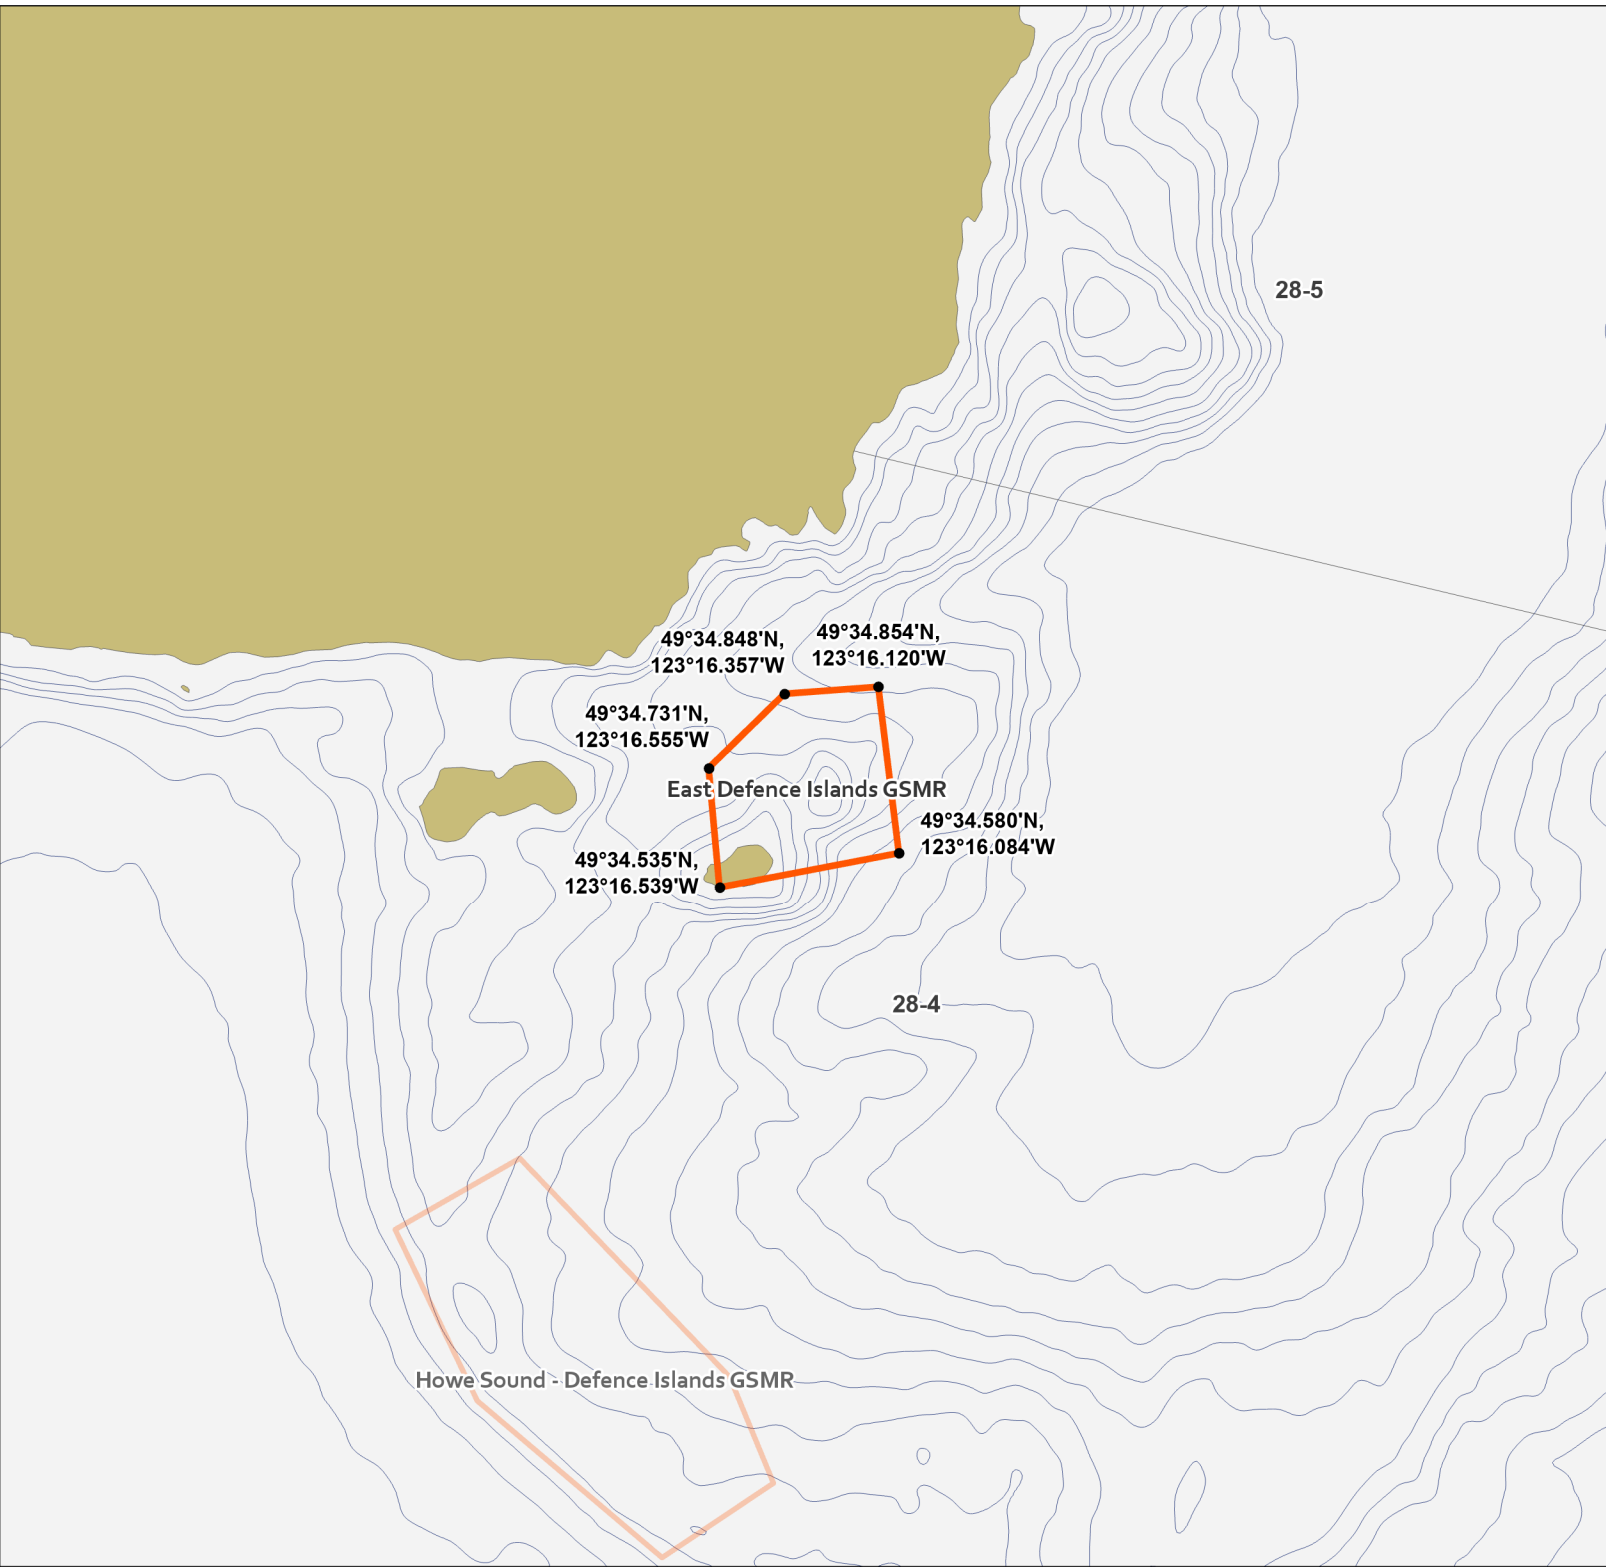 28-5
49°34.848'N,
123°16.357'W
49°34.854'N,
123°16.120'W
49°34.731'N,
123°16.555'W
East Defence Islands GSMR
49°34.580'N,
123°16.084'W
49°34.535'N,
123°16.539'W
28-4
Howe Sound - Defence Islands GSMR